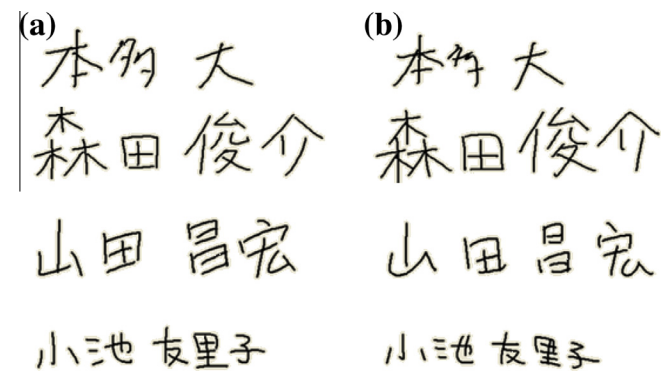 (a) (b)
本多 大 本多 大
森田 俊介 森田 俊介
山田 昌宏 山田 昌宏
小池 友里子 小池 友里子